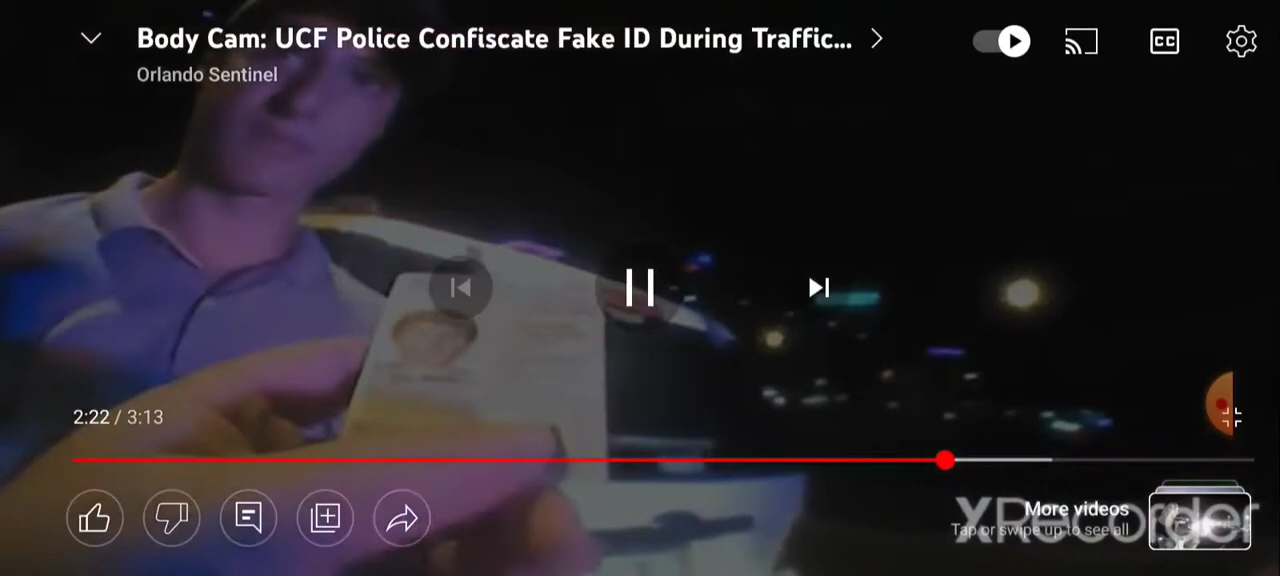 Body Cam: UCF Police Confiscate Fake ID During Traffic...
Orlando Sentinel
CC
2:22 / 3:13
More videos
Tap or swipe up to see all
XRecorder